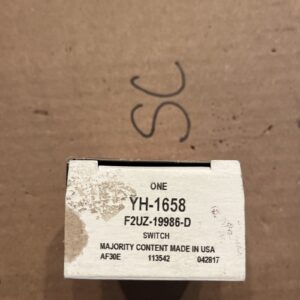 SC
ONE
YH-1658
F2UZ-19986-D
SWITCH
MAJORITY CONTENT MADE IN USA
AF30E 113542 042817